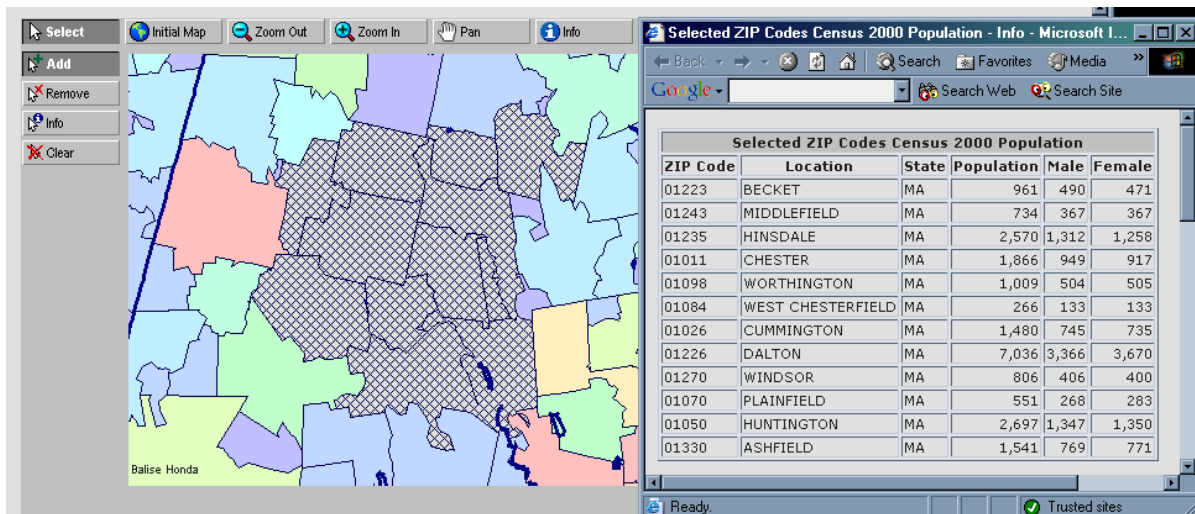 Select
Initial Map
Zoom Out
Zoom In
Pan
Info
Add
Remove
Info
Clear
Balise Honda
Selected ZIP Codes Census 2000 Population - Info - Microsoft I...
Back
Search
Favorites
Media
»
Google
Search Web
Search Site
Selected ZIP Codes Census 2000 Population
ZIP Code Location State Population Male Female
01223 BECKET MA 961 490 471
01243 MIDDLEFIELD MA 734 367 367
01235 HINSDALE MA 2,570 1,312 1,258
01011 CHESTER MA 1,866 949 917
01098 WORTHINGTON MA 1,009 504 505
01084 WEST CHESTERFIELD MA 266 133 133
01026 CUMMINGTON MA 1,480 745 735
01226 DALTON MA 7,036 3,366 3,670
01270 WINDSOR MA 806 406 400
01070 PLAINFIELD MA 551 268 283
01050 HUNTINGTON MA 2,697 1,347 1,350
01330 ASHFIELD MA 1,541 769 771
Ready.
Trusted sites